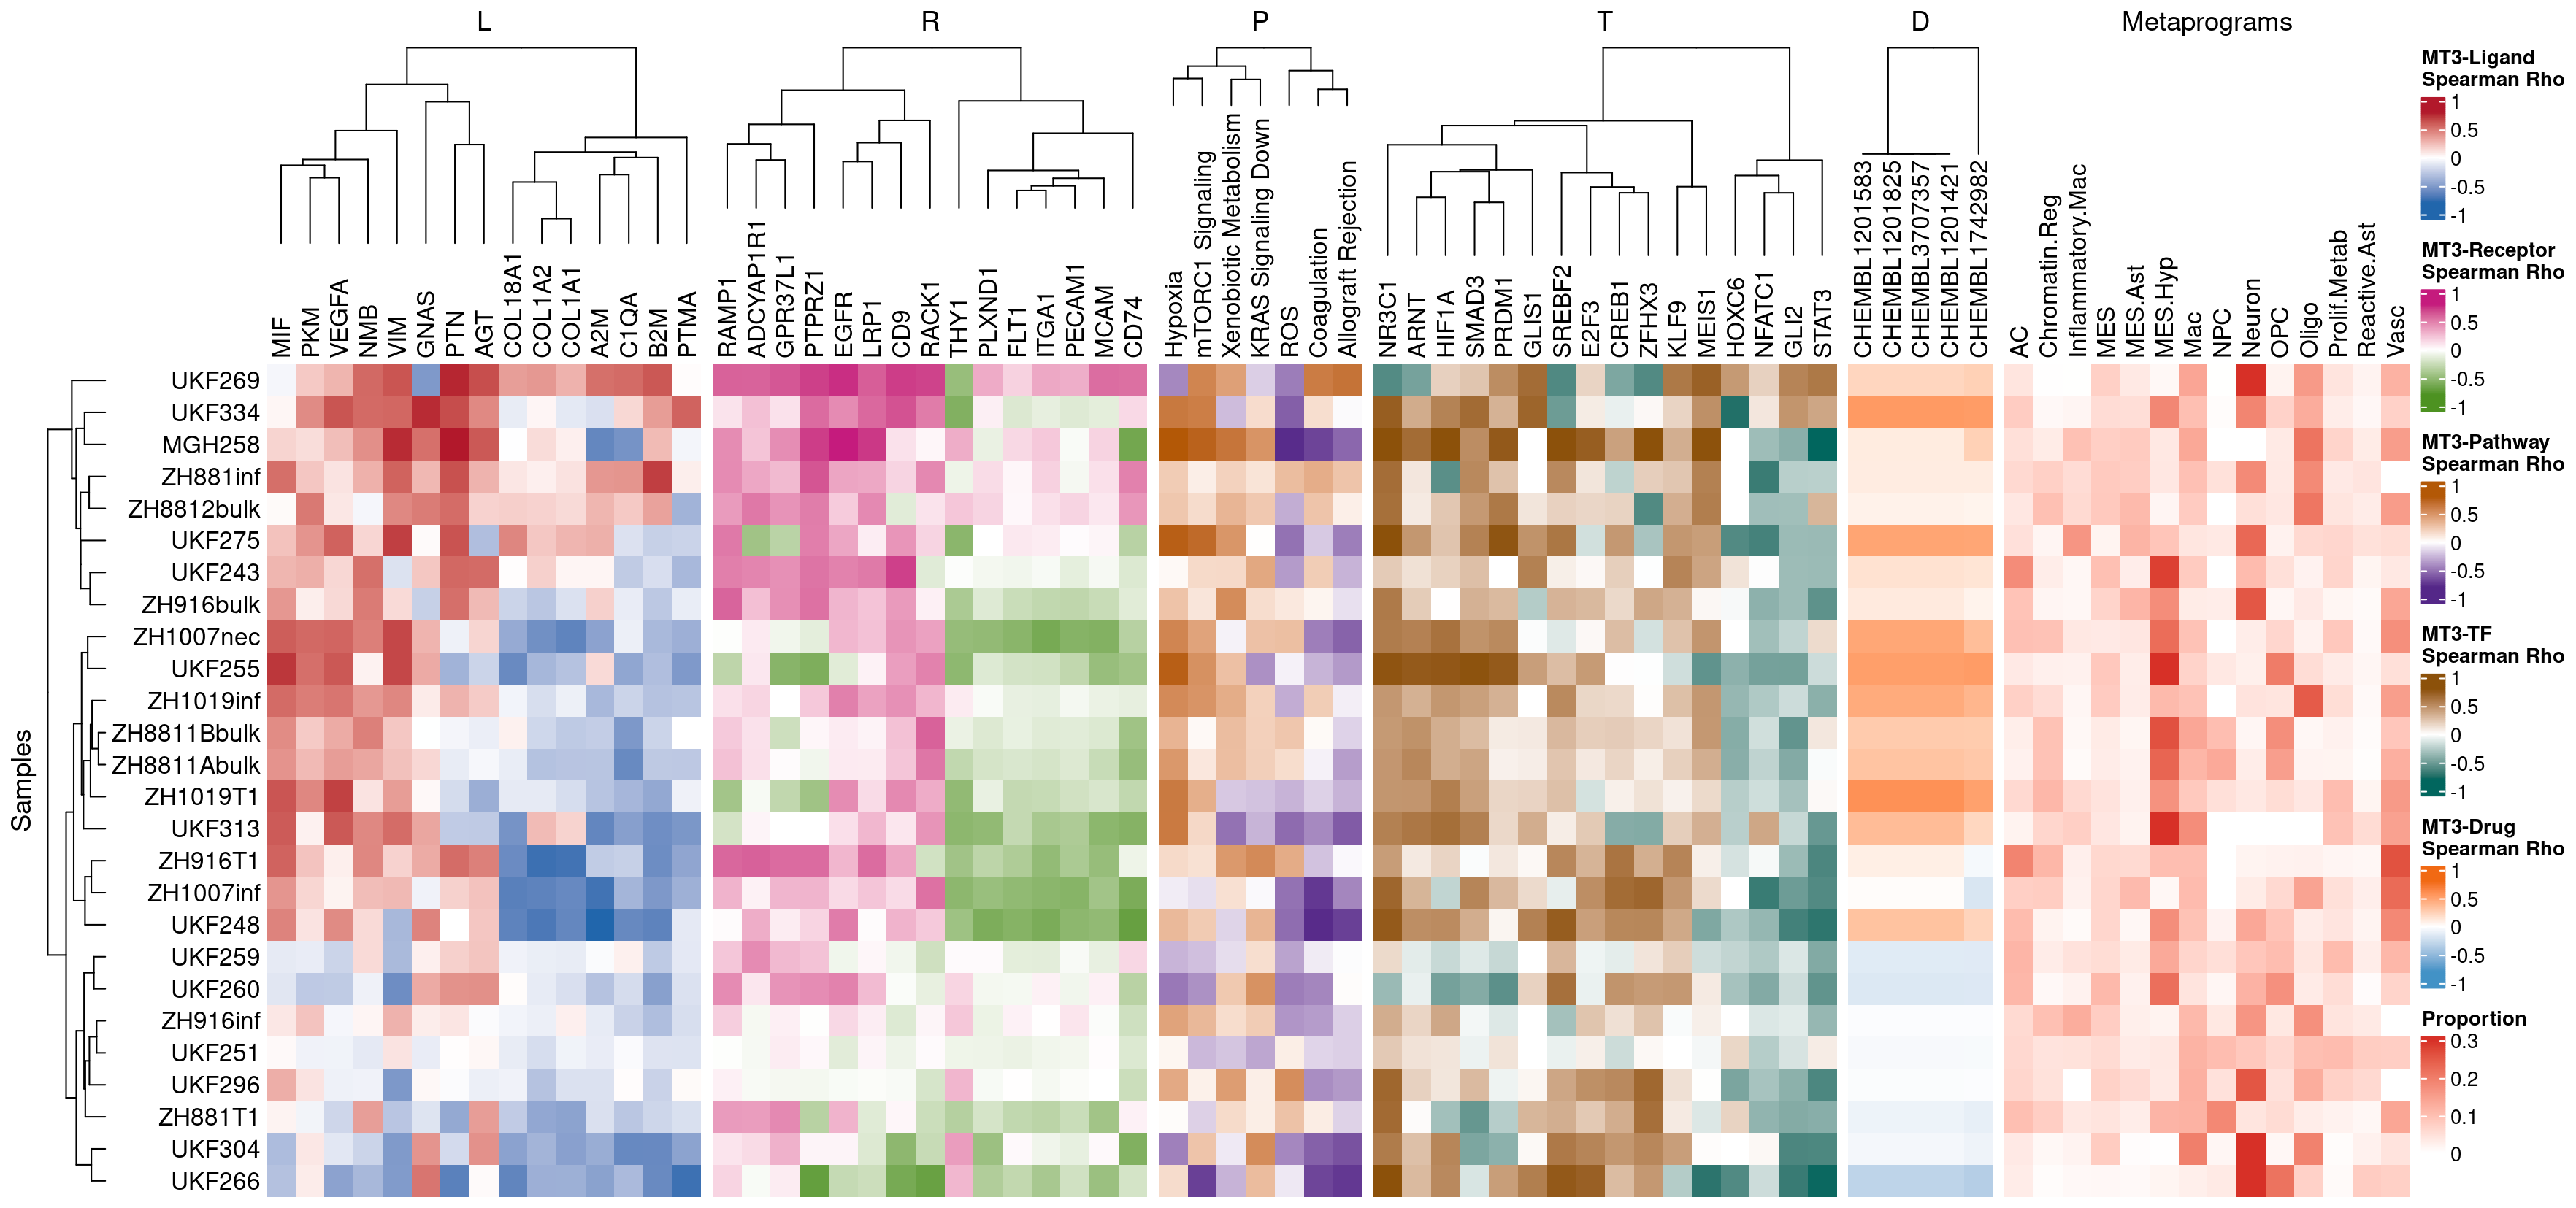 L
R
P
T
D
Metaprograms
MIF
PKM
VEGFA
NMB
VIM
GNAS
PTN
AGT
COL18A1
COL1A2
COL1A1
A2M
C1QA
B2M
PTMA
RAMP1
ADCYAP1R1
GPR37L1
PTPRZ1
EGFR
LRP1
CD9
RACK1
THY1
PLXND1
FLT1
ITGA1
PECAM1
MCAM
CD74
Hypoxia
mTORC1 Signaling
Xenobiotic Metabolism
KRAS Signaling Down
ROS
Coagulation
Allograft Rejection
NR3C1
ARNT
HIF1A
SMAD3
PRDM1
GLIS1
SREBF2
E2F3
CREB1
ZFHX3
KLF9
MEIS1
HOXC6
NFATC1
GLI2
STAT3
CHEMBL1201583
CHEMBL1201825
CHEMBL3707357
CHEMBL1201421
CHEMBL1742982
AC
Chromatin.Reg
Inflammatory.Mac
MES
MES.Ast
MES.Hyp
Mac
NPC
Neuron
OPC
Oligo
Prolif.Metab
Reactive.Ast
Vasc
Samples
UKF269
UKF334
MGH258
ZH881inf
ZH8812bulk
UKF275
UKF243
ZH916bulk
ZH1007nec
UKF255
ZH1019inf
ZH8811Bbulk
ZH8811Abulk
ZH1019T1
UKF313
ZH916T1
ZH1007inf
UKF248
UKF259
UKF260
ZH916inf
UKF251
UKF296
ZH881T1
UKF304
UKF266
MT3-Ligand
Spearman Rho
1
0.5
0
-0.5
-1
MT3-Receptor
Spearman Rho
1
0.5
0
-0.5
-1
MT3-Pathway
Spearman Rho
1
0.5
0
-0.5
-1
MT3-TF
Spearman Rho
1
0.5
0
-0.5
-1
MT3-Drug
Spearman Rho
1
0.5
0
-0.5
-1
Proportion
0.3
0.2
0.1
0